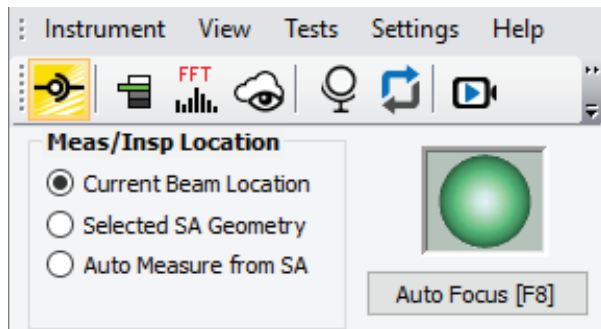 Instrument View Tests Settings Help
FFT
Meas/Insp Location
Current Beam Location
Selected SA Geometry
Auto Measure from SA
Auto Focus [F8]